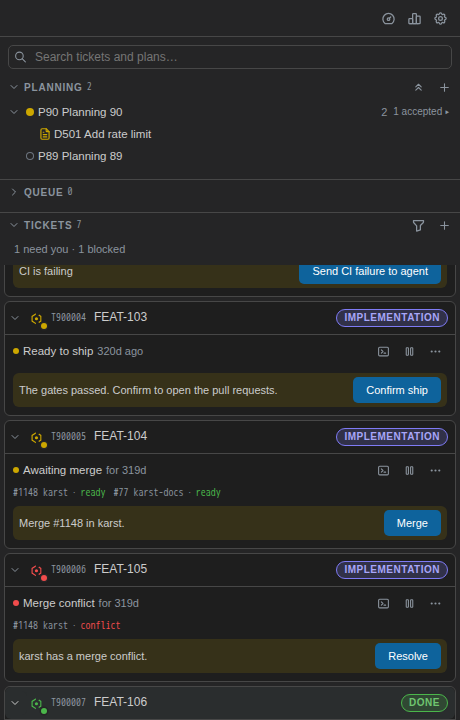 Search tickets and plans…
PLANNING 2
P90 Planning 90 2 1 accepted ▸
D501 Add rate limit
P89 Planning 89
QUEUE 0
TICKETS 7
1 need you · 1 blocked
CI is failing Send CI failure to agent
T900004 FEAT-103 IMPLEMENTATION
Ready to ship 320d ago
The gates passed. Confirm to open the pull requests. Confirm ship
T900005 FEAT-104 IMPLEMENTATION
Awaiting merge for 319d
#1148 karst · ready #77 karst-docs · ready
Merge #1148 in karst. Merge
T900006 FEAT-105 IMPLEMENTATION
Merge conflict for 319d
#1148 karst · conflict
karst has a merge conflict. Resolve
T900007 FEAT-106 DONE